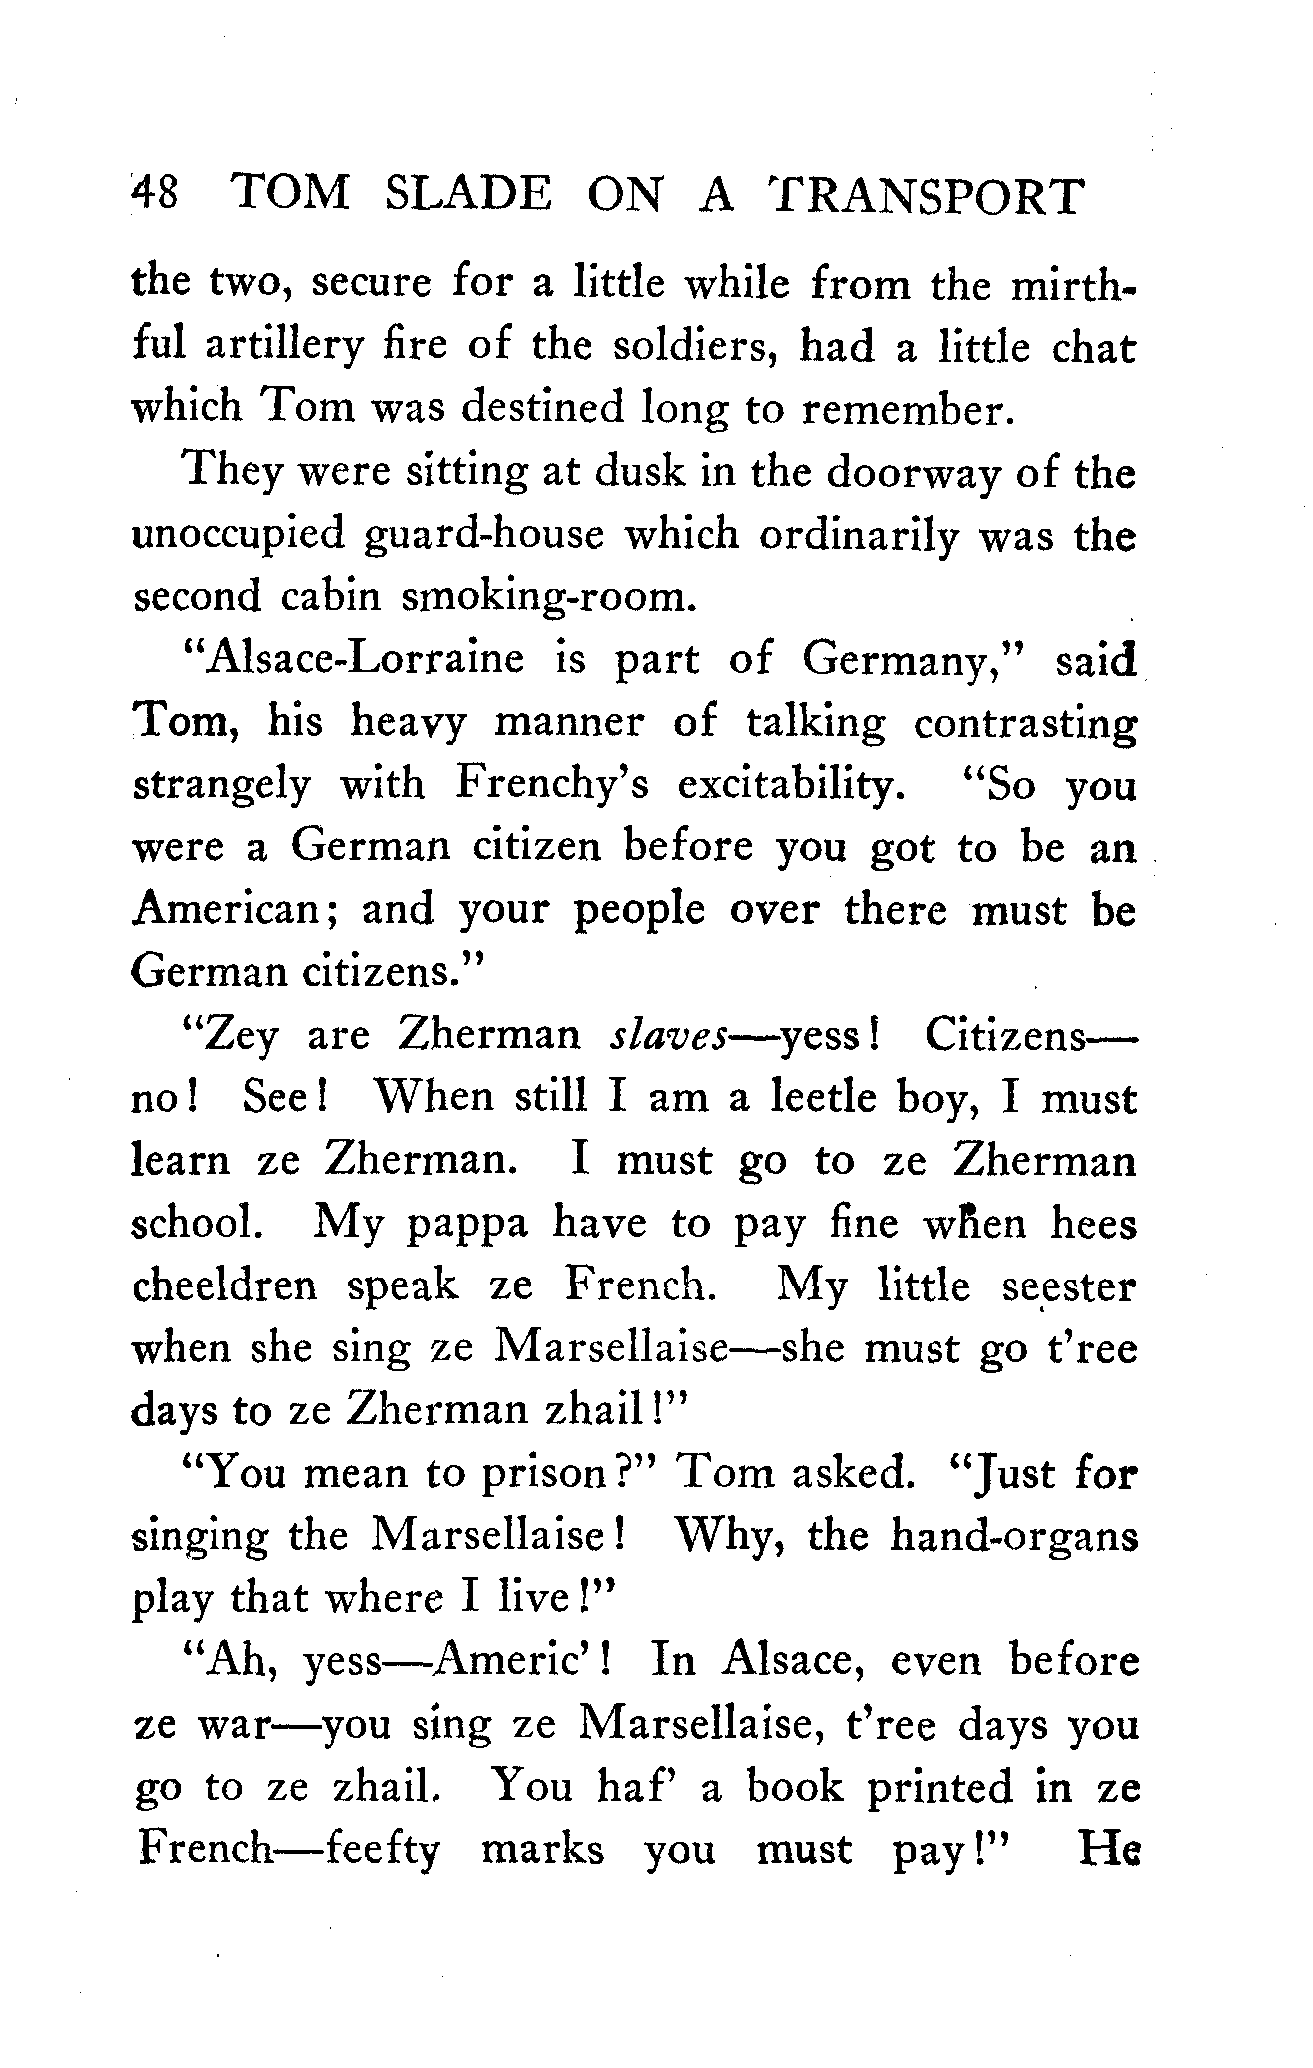 48 TOM SLADE ON A TRANSPORT
the two, secure for a little while from the mirth-
ful artillery fire of the soldiers, had a little chat
which Tom was destined long to remember.
They were sitting at dusk in the doorway of the
unoccupied guard-house which ordinarily was the
second cabin smoking-room.
"Alsace-Lorraine is part of Germany," said
Tom, his heavy manner of talking contrasting
strangely with Frenchy's excitability. "So you
were a German citizen before you got to be an
American; and your people over there must be
German citizens."
"Zey are Zherman slaves—yess! Citizens—
no! See! When still I am a leetle boy, I must
learn ze Zherman. I must go to ze Zherman
school. My pappa have to pay fine when hees
cheeldren speak ze French. My little seester
when she sing ze Marsellaise—she must go t'ree
days to ze Zherman zhail!"
"You mean to prison?" Tom asked. "Just for
singing the Marsellaise! Why, the hand-organs
play that where I live!"
"Ah, yess—Americ'! In Alsace, even before
ze war—you sing ze Marsellaise, t'ree days you
go to ze zhail. You haf' a book printed in ze
French—feefty marks you must pay!" He